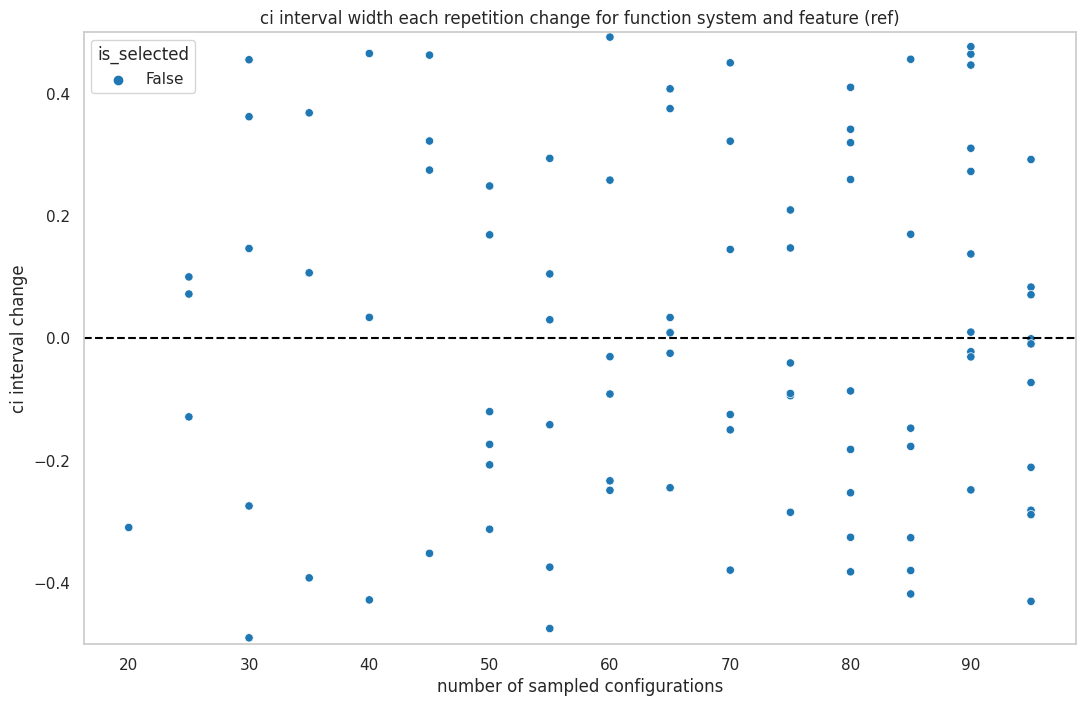 ci interval width each repetition change for function system and feature (ref)
is_selected
False
0.4
0.2
0.0
−0.2
−0.4
ci interval change
20 30 40 50 60 70 80 90
number of sampled configurations